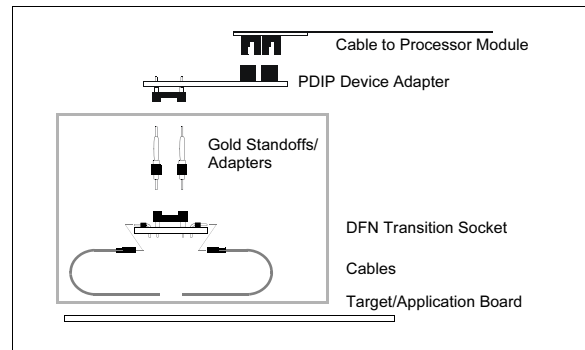 Cable to Processor Module
PDIP Device Adapter
Gold Standoffs/
Adapters
DFN Transition Socket
Cables
Target/Application Board